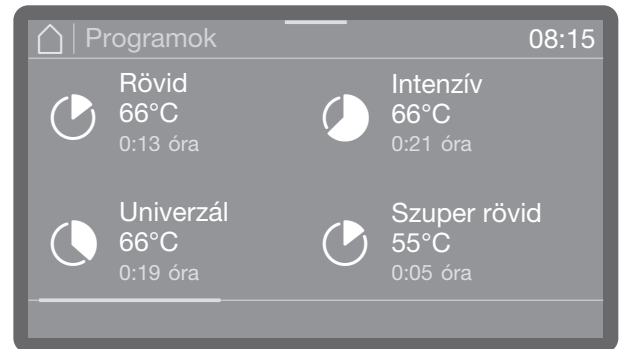 Programok
08:15
Rövid
66°C
0:13 óra
Intenzív
66°C
0:21 óra
Univerzál
66°C
0:19 óra
Szuper rövid
55°C
0:05 óra